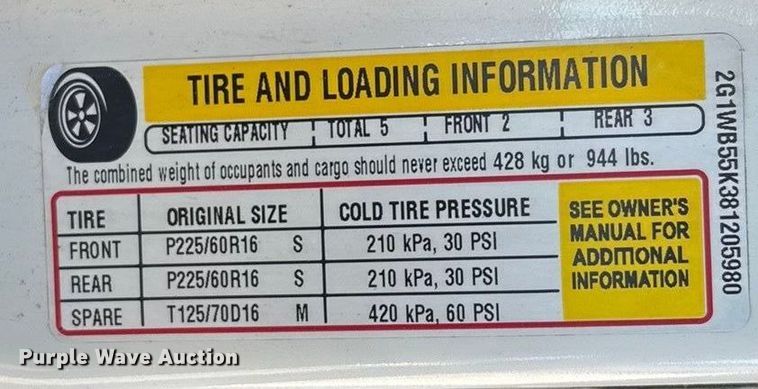 TIRE AND LOADING INFORMATION
SEATING CAPACITY TOTAL 5 FRONT 2 REAR 3
The combined weight of occupants and cargo should never exceed 428 kg or 944 lbs.
TIRE ORIGINAL SIZE COLD TIRE PRESSURE
FRONT P225/60R16 S 210 kPa, 30 PSI
REAR P225/60R16 S 210 kPa, 30 PSI
SPARE T125/70D16 M 420 kPa, 60 PSI
SEE OWNER'S
MANUAL FOR
ADDITIONAL
INFORMATION
2G1WB55K381205980
Purple Wave Auction